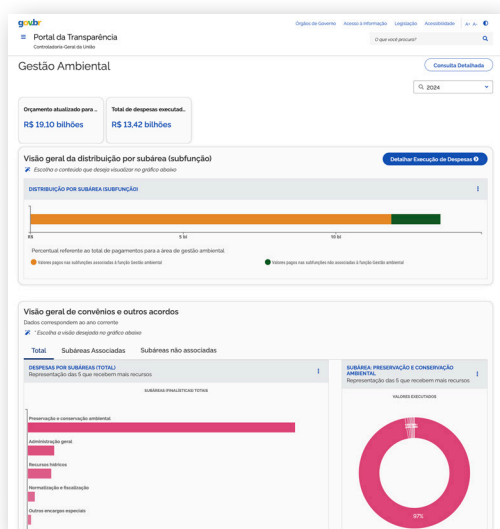 gov.br
Órgãos do Governo Acesso à Informação Legislação Acessibilidade A+ A-
Portal da Transparência
Controladoria-Geral da União
O que você procura?
Gestão Ambiental
Consulta Detalhada
2024
Orçamento atualizado para ...
R$ 19,10 bilhões
Total de despesas executad...
R$ 13,42 bilhões
Visão geral da distribuição por subárea (subfunção)
Detalhar Execução de Despesas
Escolha o conteúdo que deseja visualizar no gráfico abaixo
DISTRIBUIÇÃO POR SUBÁREA (SUBFUNÇÃO)
R$ 5 bi 10 bi
Percentual referente ao total de pagamentos para a área de gestão ambiental
Valores pagos nas subfunções associadas à função Gestão ambiental
Valores pagos nas subfunções não associadas à função Gestão ambiental
Visão geral de convênios e outros acordos
Dados correspondem ao ano corrente
* Escolha a visão desejada no gráfico abaixo
Total Subáreas Associadas Subáreas não associadas
DESPESAS POR SUBÁREAS (TOTAL)
Representação das 5 que recebem mais recursos
SUBÁREAS (FINALÍSTICAS) TOTAIS
Preservação e conservação ambiental
Administração geral
Recursos hídricos
Normalização e fiscalização
Outros encargos especiais
SUBÁREA: PRESERVAÇÃO E CONSERVAÇÃO
AMBIENTAL
Representação das 5 que recebem mais recursos
VALORES EXECUTADOS
97%